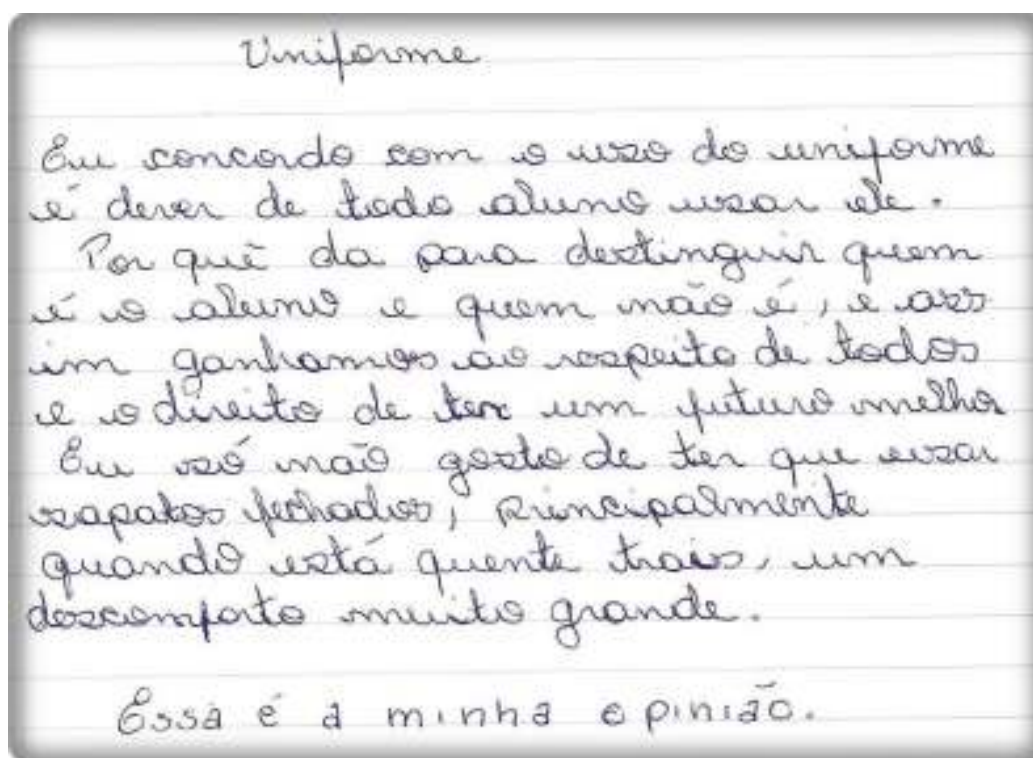 Uniforme
Eu concordo com o uso do uniforme
é dever de todo aluno usar ele.
Por quê da para destinguir quem
é o aluno e quem não é, e ass
im ganhamos ao respeito de todos
e o direito de ter um futuro melhor
Eu só não gosto de ter que usar
sapatos fechados, principalmente
quando está quente trais, um
desconforto muito grande.
Essa é a minha opinião.